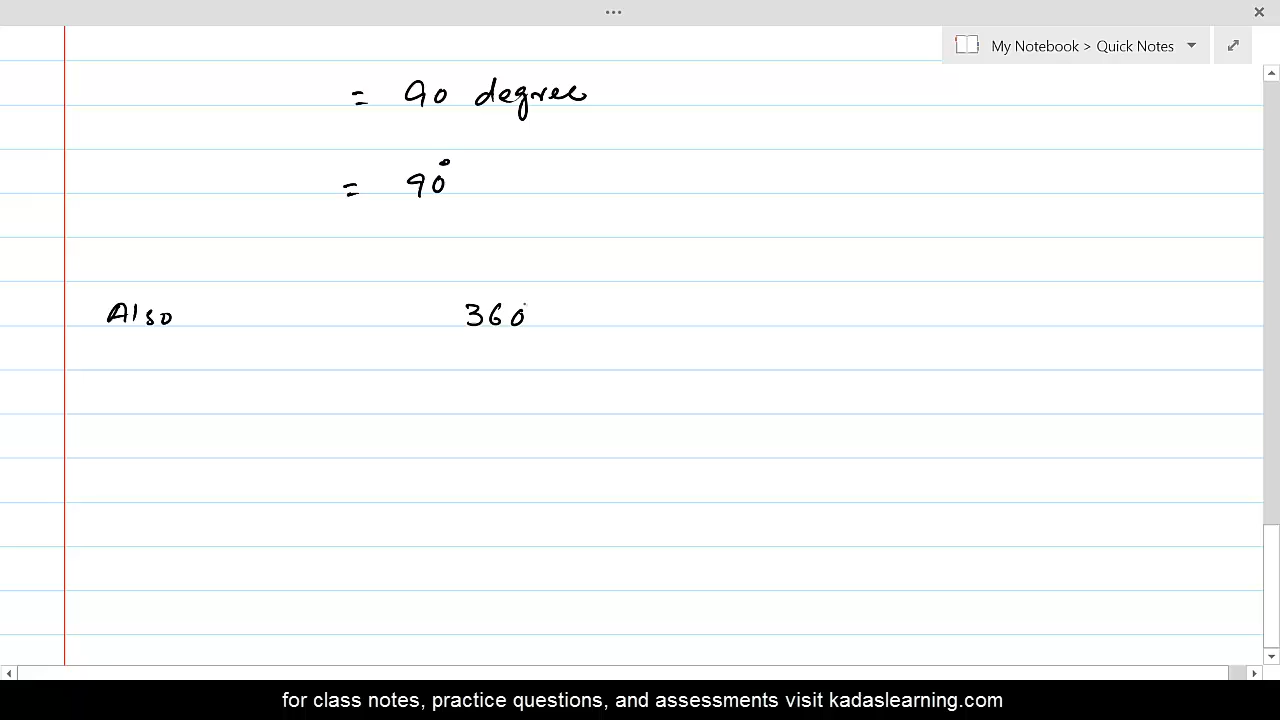 ...
My Notebook > Quick Notes
= 90 degree
= 90°
Also 360
for class notes, practice questions, and assessments visit kadaslearning.com